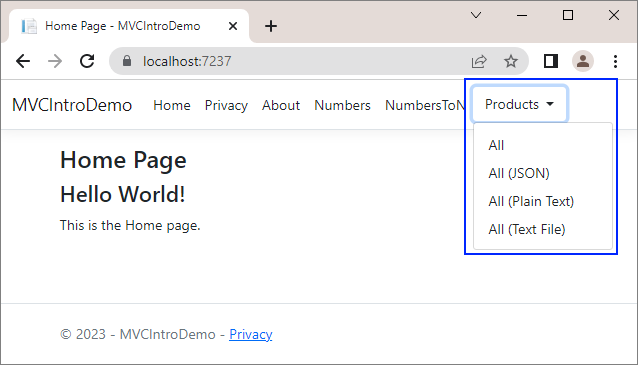 Home Page - MVCIntroDemo
localhost:7237
MVCIntroDemo Home Privacy About Numbers NumbersToN Products
All
All (JSON)
All (Plain Text)
All (Text File)
Home Page
Hello World!
This is the Home page.
© 2023 - MVCIntroDemo - Privacy